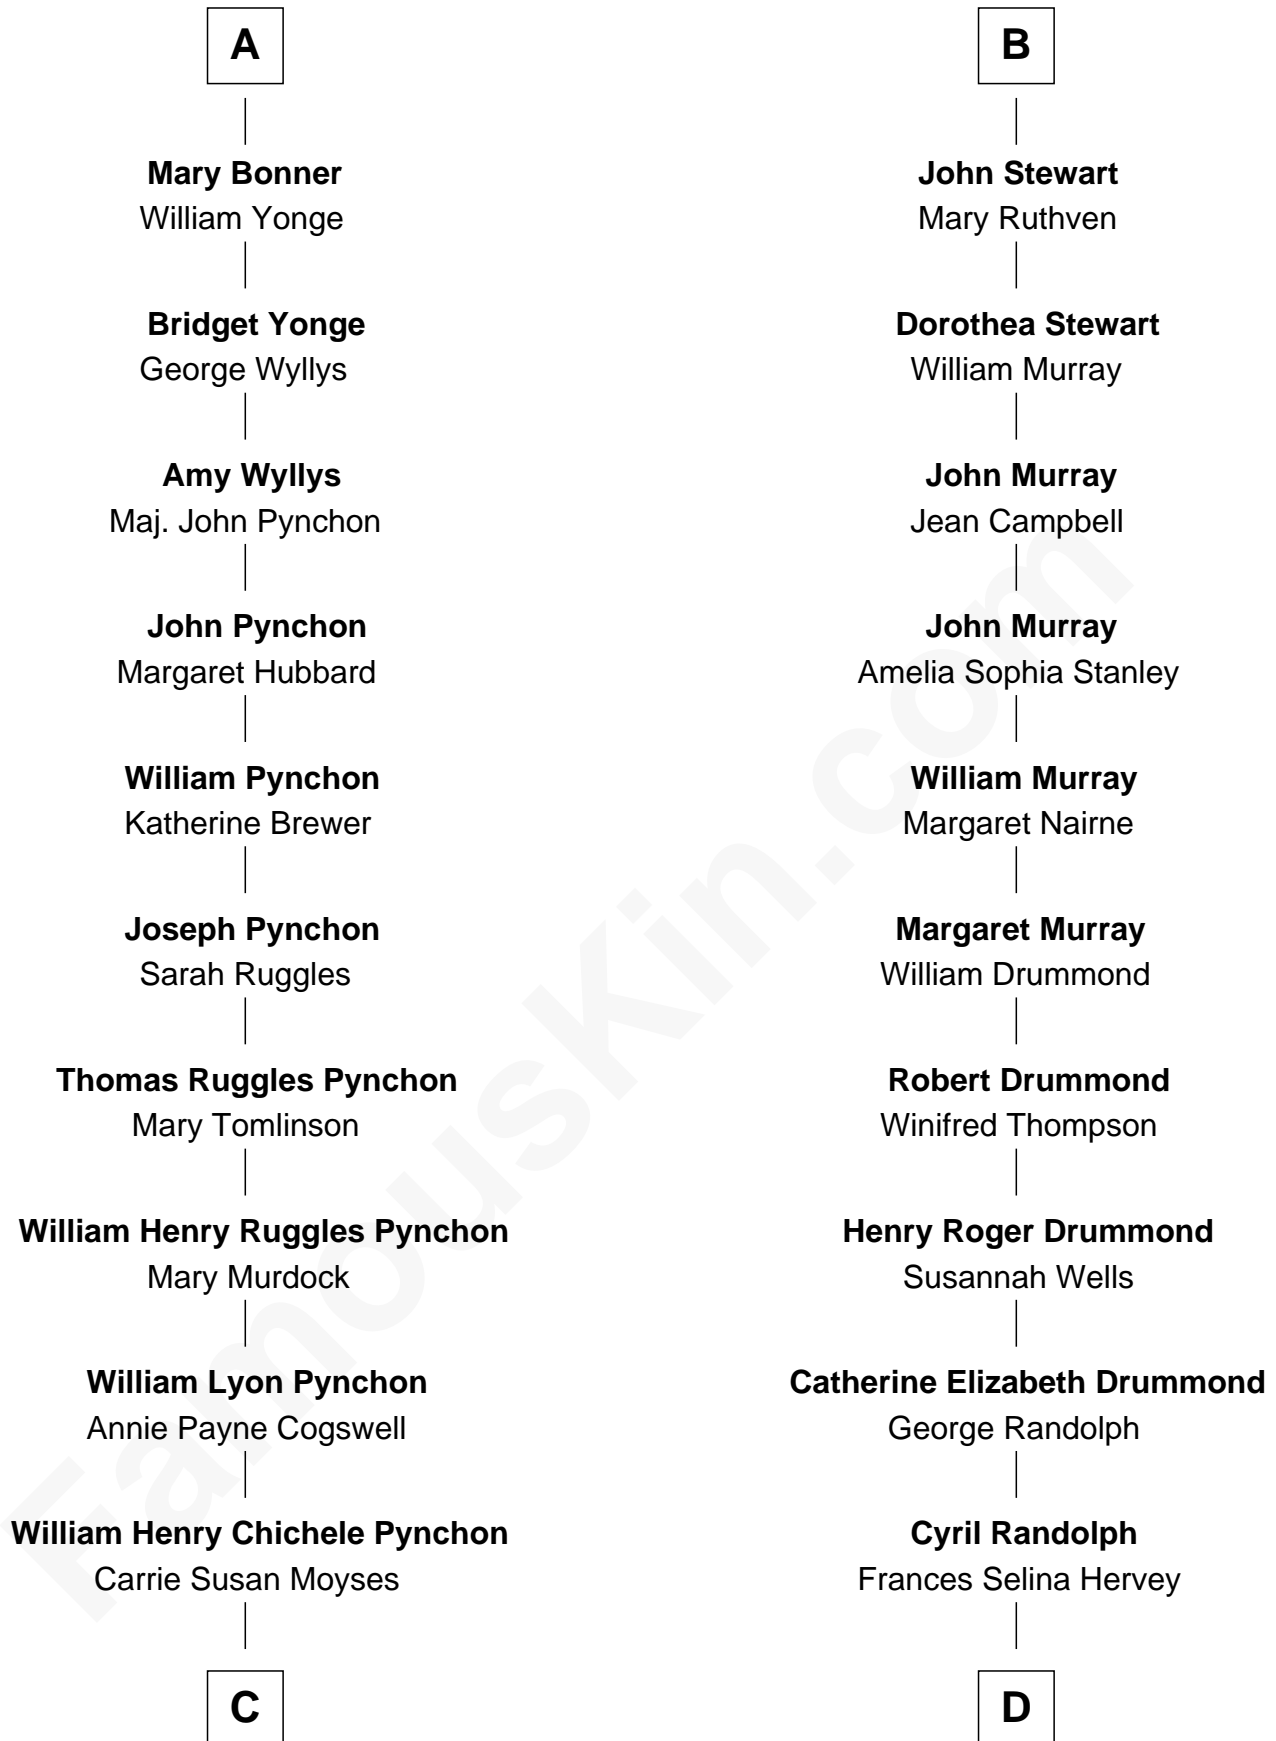 A
Mary Bonner
William Yonge
Bridget Yonge
George Wyllys
Amy Wyllys
Maj. John Pynchon
John Pynchon
Margaret Hubbard
William Pynchon
Katherine Brewer
Joseph Pynchon
Sarah Ruggles
Thomas Ruggles Pynchon
Mary Tomlinson
William Henry Ruggles Pynchon
Mary Murdock
William Lyon Pynchon
Annie Payne Cogswell
William Henry Chichele Pynchon
Carrie Susan Moyses
C
B
John Stewart
Mary Ruthven
Dorothea Stewart
William Murray
John Murray
Jean Campbell
John Murray
Amelia Sophia Stanley
William Murray
Margaret Nairne
Margaret Murray
William Drummond
Robert Drummond
Winifred Thompson
Henry Roger Drummond
Susannah Wells
Catherine Elizabeth Drummond
George Randolph
Cyril Randolph
Frances Selina Hervey
D
FamousKin.com